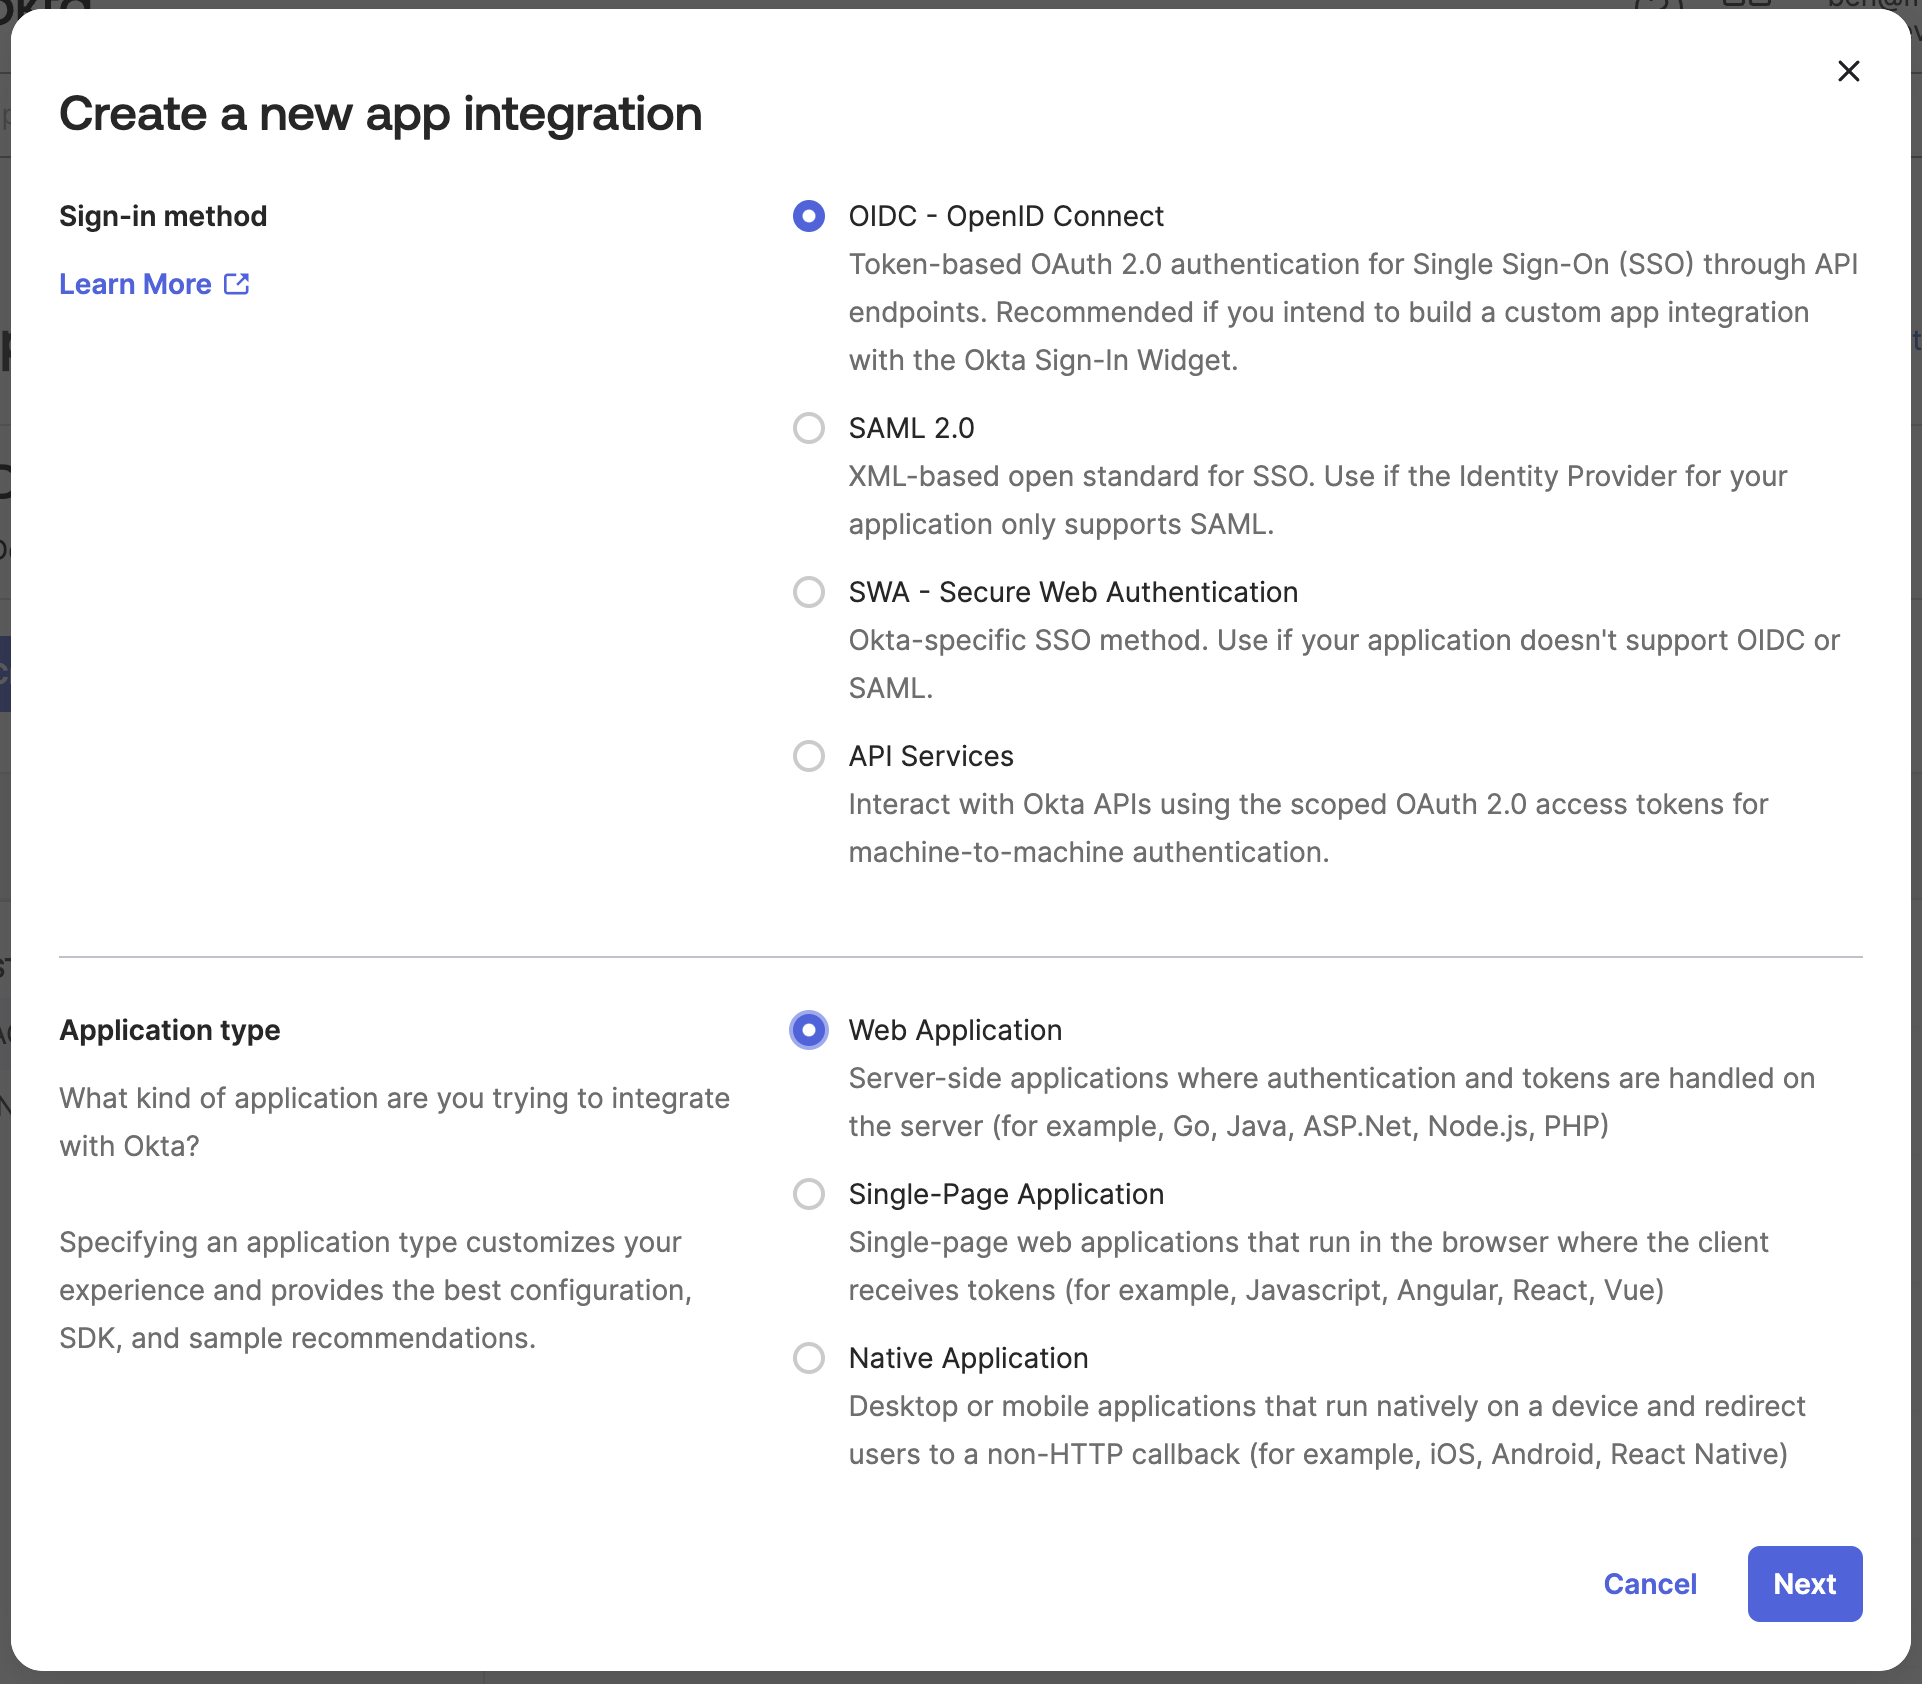 Create a new app integration
Sign-in method
Learn More
OIDC - OpenID Connect
Token-based OAuth 2.0 authentication for Single Sign-On (SSO) through API
endpoints. Recommended if you intend to build a custom app integration
with the Okta Sign-In Widget.
SAML 2.0
XML-based open standard for SSO. Use if the Identity Provider for your
application only supports SAML.
SWA - Secure Web Authentication
Okta-specific SSO method. Use if your application doesn't support OIDC or
SAML.
API Services
Interact with Okta APIs using the scoped OAuth 2.0 access tokens for
machine-to-machine authentication.
Application type
What kind of application are you trying to integrate
with Okta?
Specifying an application type customizes your
experience and provides the best configuration,
SDK, and sample recommendations.
Web Application
Server-side applications where authentication and tokens are handled on
the server (for example, Go, Java, ASP.Net, Node.js, PHP)
Single-Page Application
Single-page web applications that run in the browser where the client
receives tokens (for example, Javascript, Angular, React, Vue)
Native Application
Desktop or mobile applications that run natively on a device and redirect
users to a non-HTTP callback (for example, iOS, Android, React Native)
Cancel
Next